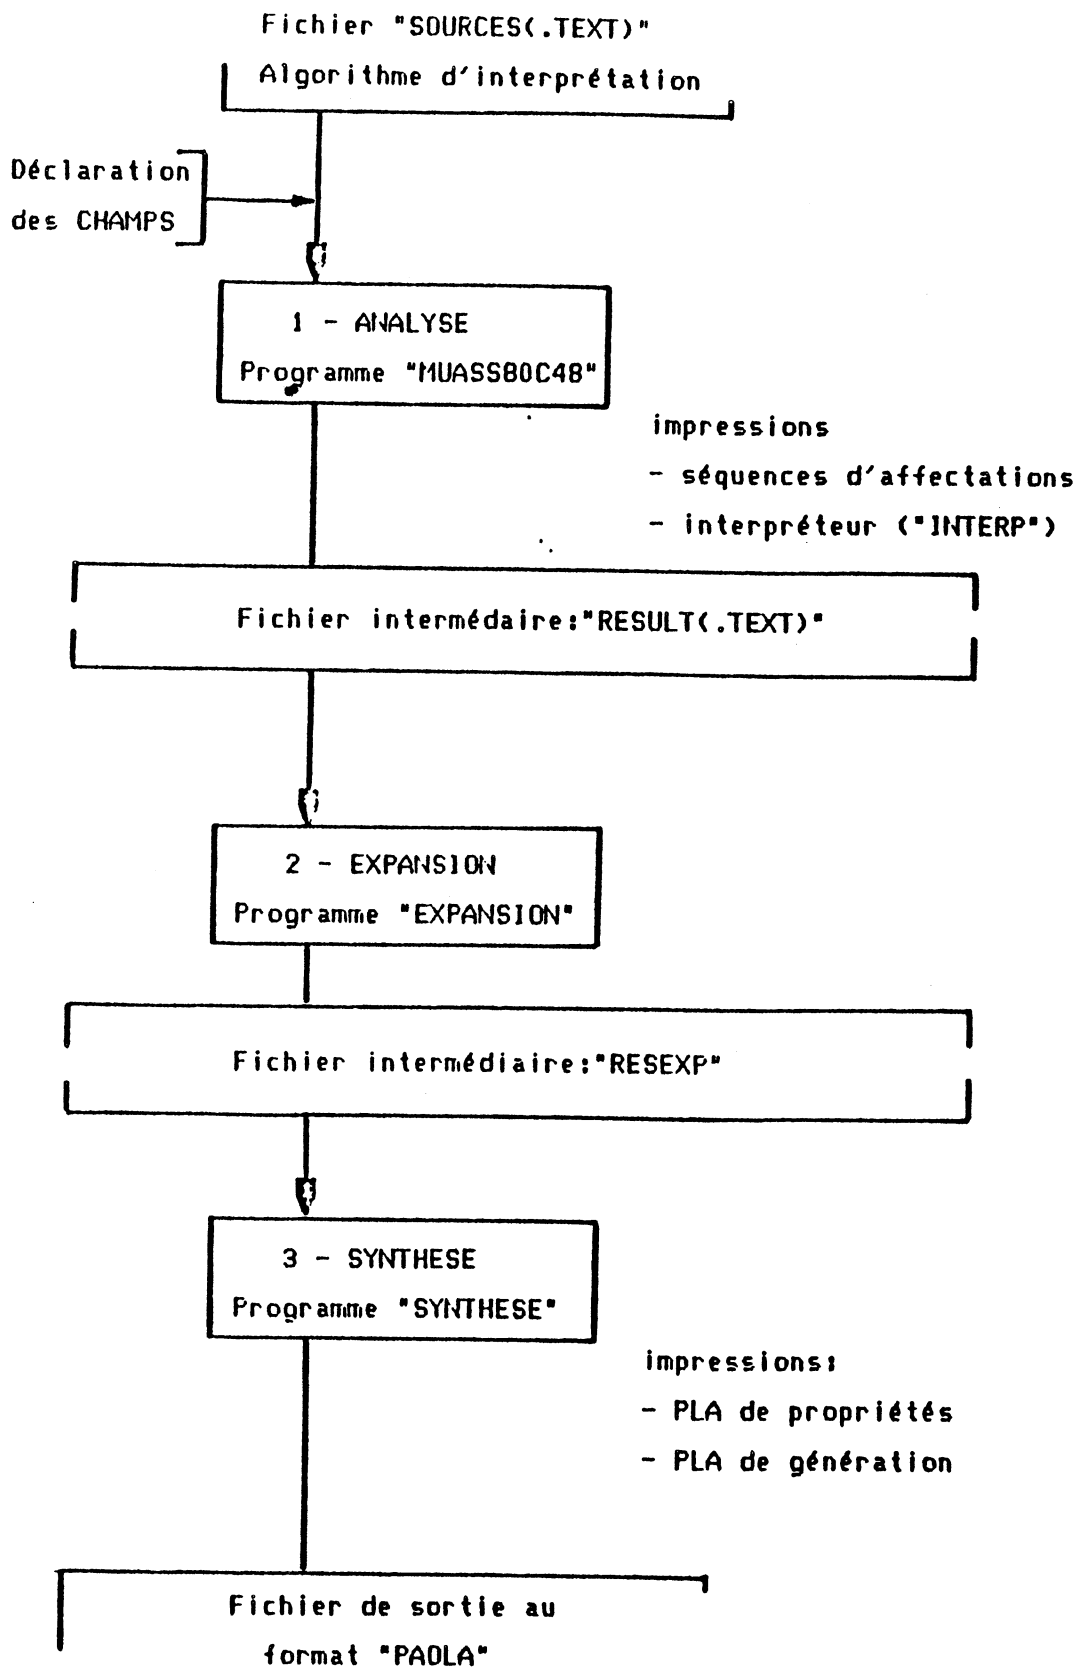 Fichier "SOURCES(.TEXT)"
Algorithme d'interprétation
Déclaration
des CHAMPS
1 - ANALYSE
Programme "MUASS80C48"
impressions
- séquences d'affectations
- interpréteur ("INTERP")
Fichier intermédaire:"RESULT(.TEXT)"
2 - EXPANSION
Programme "EXPANSION"
Fichier intermédiaire:"RESEXP"
3 - SYNTHESE
Programme "SYNTHESE"
impressions:
- PLA de propriétés
- PLA de génération
Fichier de sortie au
format "PAOLA"